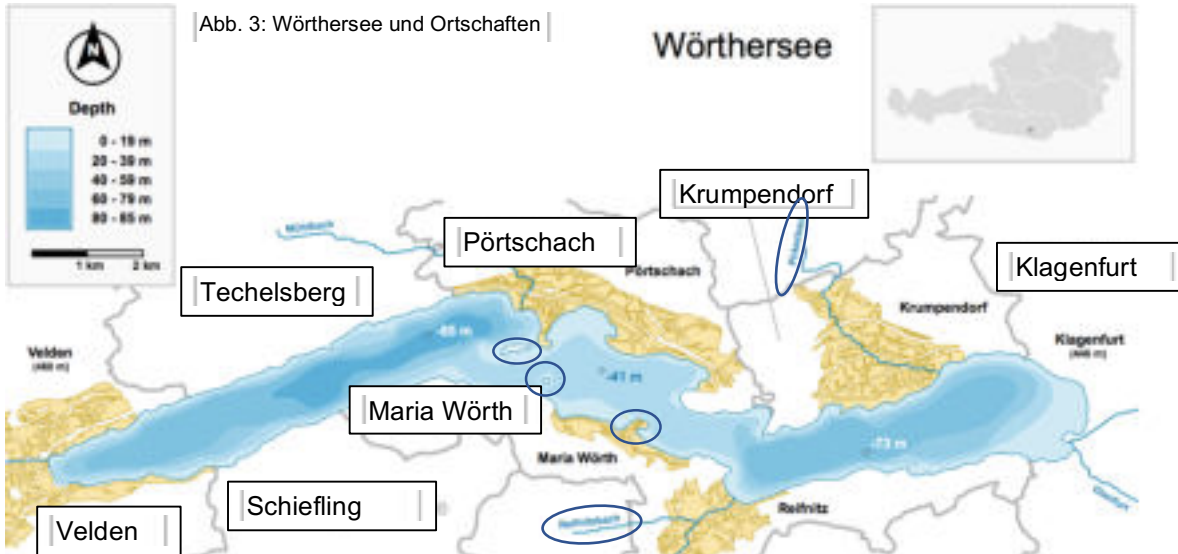 Abb. 3: Wörthersee und Ortschaften
Wörthersee
N
Depth
0 - 19 m
20 - 39 m
40 - 59 m
60 - 79 m
80 - 85 m
1 km 2 km
Krumpendorf
Pörtschach
Klagenfurt
Techelsberg
Pörtschach
Krumpendorf
Velden
Klagenfurt
-85 m
-41 m
Maria Wörth
-73 m
Maria Wörth
Schiefling
Reifnitz
Velden